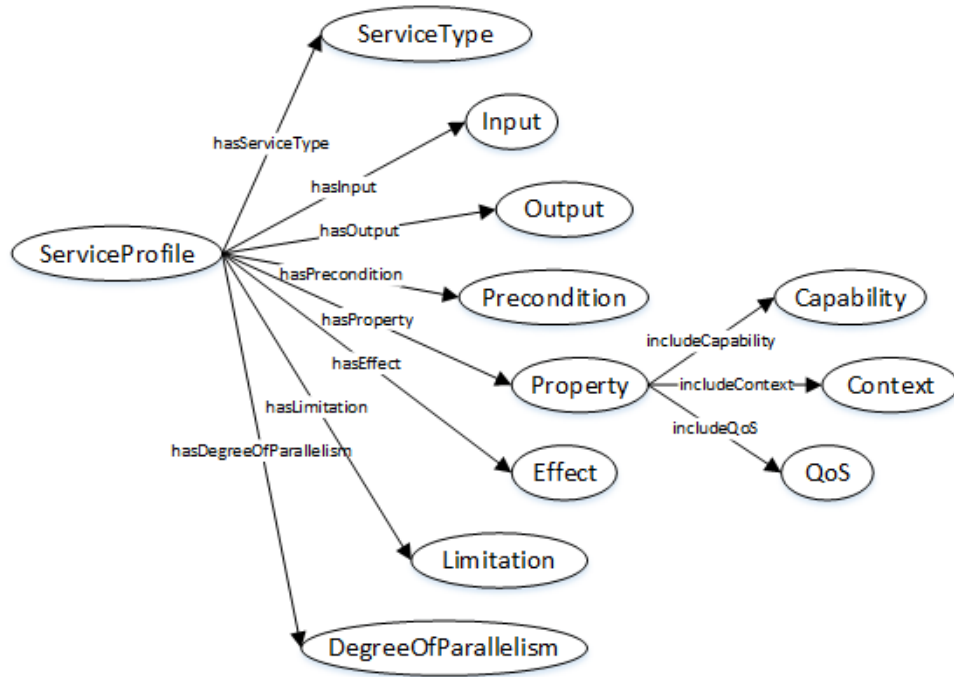 ServiceType
Input
hasServiceType
hasInput
Output
hasOutput
ServiceProfile
hasPrecondition
Precondition
Capability
hasProperty
includeCapability
hasEffect
Property
includeContext
Context
hasLimitation
includeQoS
hasDegreeOfParallelism
Effect
QoS
Limitation
DegreeOfParallelism